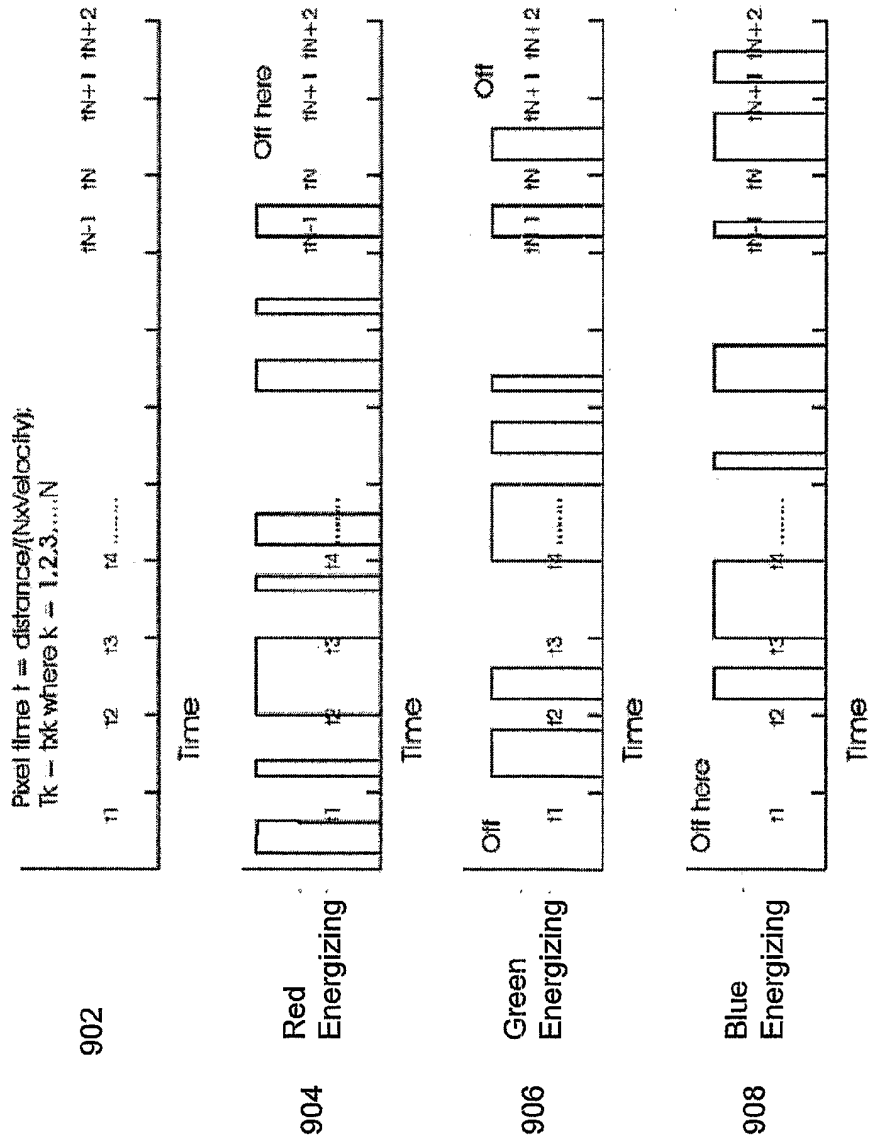 Pixel time t = distance/(NxVelocity);
Tk = txk where k = 1,2,3,....N
902
t1 t2 t3 t4 ........ tN-1 tN tN+1 tN+2
Time
904
Red
Energizing
Off here
t1 t2 t3 t4 ........ tN-1 tN tN+1 tN+2
Time
906
Green
Energizing
Off
Off
t1 t2 t3 t4 ........ tN-1 tN tN+1 tN+2
Time
908
Blue
Energizing
Off here
t1 t2 t3 t4 ........ tN-1 tN tN+1 tN+2
Time